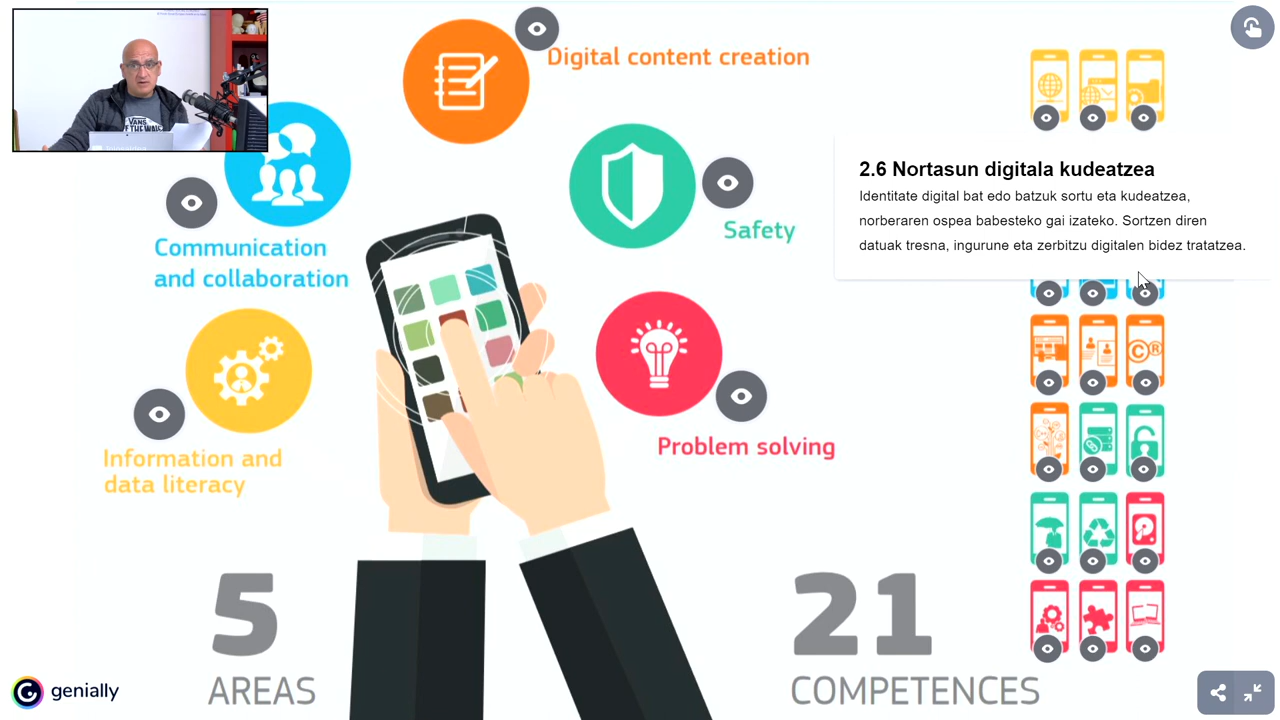 Digital content creation
VANS
Communication
and collaboration
Safety
2.6 Nortasun digitala kudeatzea
Identitate digital bat edo batzuk sortu eta kudeatzea,
norberaren ospea babesteko gai izateko. Sortzen diren
datuak tresna, ingurune eta zerbitzu digitalen bidez tratatzea.
Information and
data literacy
Problem solving
5
AREAS
21
COMPETENCES
genially